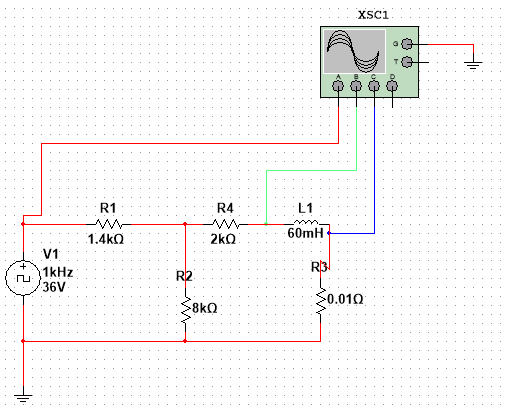 XSC1
G
T
A B C D
R1
1.4kΩ
R4
2kΩ
L1
60mH
V1
1kHz
36V
R2
8kΩ
R3
0.01Ω